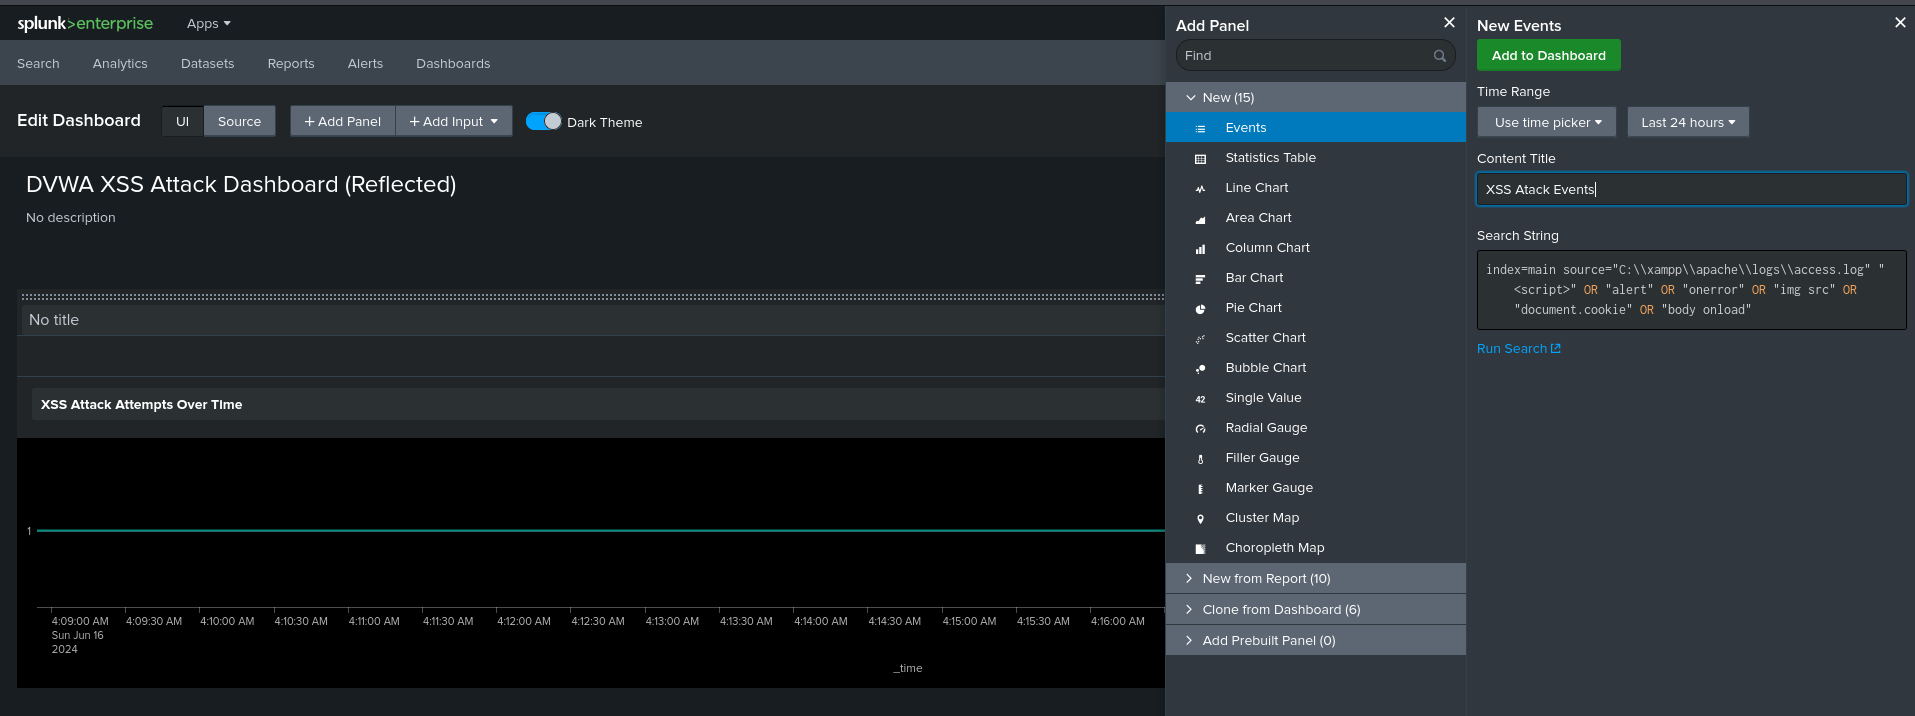 splunk>enterprise Apps
Search Analytics Datasets Reports Alerts Dashboards
Edit Dashboard UI Source + Add Panel + Add Input Dark Theme
DVWA XSS Attack Dashboard (Reflected)
No description
No title
XSS Attack Attempts Over Time
1
4:09:00 AM 4:09:30 AM 4:10:00 AM 4:10:30 AM 4:11:00 AM 4:11:30 AM 4:12:00 AM 4:12:30 AM 4:13:00 AM 4:13:30 AM 4:14:00 AM 4:14:30 AM 4:15:00 AM 4:15:30 AM 4:16:00 AM
Sun Jun 16
2024
_time
Add Panel
Find
New (15)
Events
Statistics Table
Line Chart
Area Chart
Column Chart
Bar Chart
Pie Chart
Scatter Chart
Bubble Chart
42 Single Value
Radial Gauge
Filler Gauge
Marker Gauge
Cluster Map
Choropleth Map
New from Report (10)
Clone from Dashboard (6)
Add Prebuilt Panel (0)
New Events
Add to Dashboard
Time Range
Use time picker Last 24 hours
Content Title
XSS Atack Events
Search String
index=main source="C:\\xampp\\apache\\logs\\access.log" "
<script>" OR "alert" OR "onerror" OR "img src" OR
"document.cookie" OR "body onload"
Run Search